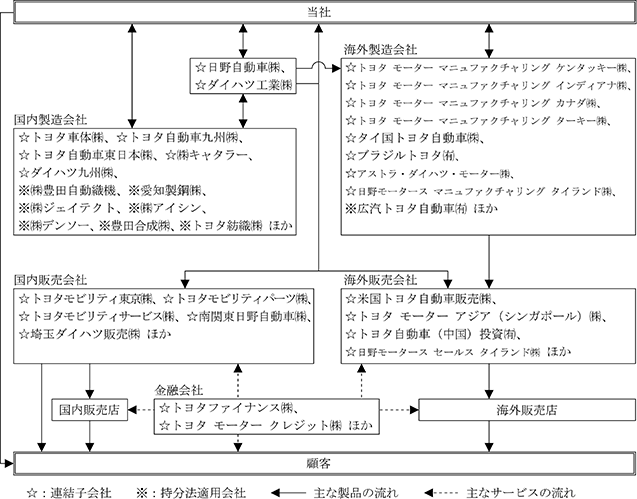 当社
☆日野自動車㈱、
☆ダイハツ工業㈱
海外製造会社
☆トヨタ モーター マニュファクチャリング ケンタッキー㈱、
☆トヨタ モーター マニュファクチャリング インディアナ㈱、
☆トヨタ モーター マニュファクチャリング カナダ㈱、
☆トヨタ モーター マニュファクチャリング ターキー㈱、
☆タイ国トヨタ自動車㈱、
☆ブラジルトヨタ㈲、
☆アストラ・ダイハツ・モーター㈱、
☆日野モータース マニュファクチャリング タイランド㈱、
※広汽トヨタ自動車㈲ ほか
国内製造会社
☆トヨタ車体㈱、☆トヨタ自動車九州㈱、
☆トヨタ自動車東日本㈱、☆㈱キャタラー、
☆ダイハツ九州㈱、
※㈱豊田自動織機、※愛知製鋼㈱、
※㈱ジェイテクト、※㈱アイシン、
※㈱デンソー、※豊田合成㈱、※トヨタ紡織㈱ ほか
国内販売会社
☆トヨタモビリティ東京㈱、☆トヨタモビリティパーツ㈱、
☆トヨタモビリティサービス㈱、☆南関東日野自動車㈱、
☆埼玉ダイハツ販売㈱ ほか
海外販売会社
☆米国トヨタ自動車販売㈱、
☆トヨタ モーター アジア（シンガポール）㈱、
☆トヨタ自動車（中国）投資㈲、
☆日野モータース セールス タイランド㈱ ほか
金融会社
☆トヨタファイナンス㈱、
☆トヨタ モーター クレジット㈱ ほか
国内販売店
海外販売店
顧客
☆：連結子会社 ※：持分法適用会社 主な製品の流れ 主なサービスの流れ